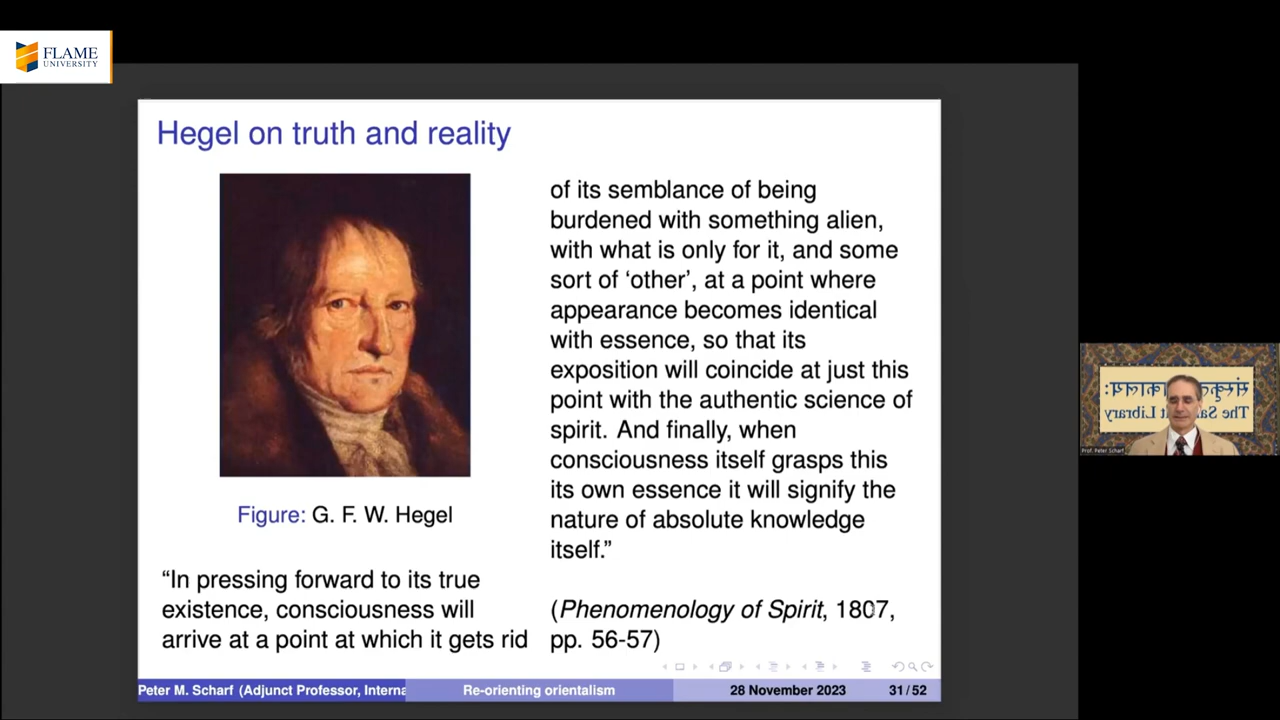 FLAME
UNIVERSITY
Hegel on truth and reality
Figure: G. F. W. Hegel
“In pressing forward to its true
existence, consciousness will
arrive at a point at which it gets rid
of its semblance of being
burdened with something alien,
with what is only for it, and some
sort of ‘other’, at a point where
appearance becomes identical
with essence, so that its
exposition will coincide at just this
point with the authentic science of
spirit. And finally, when
consciousness itself grasps this
its own essence it will signify the
nature of absolute knowledge
itself.”
(Phenomenology of Spirit, 1807,
pp. 56-57)
Peter M. Scharf (Adjunct Professor, Interna
Re-orienting orientalism
28 November 2023
31 / 52
The Sa t Library
Prof. Peter Scharf